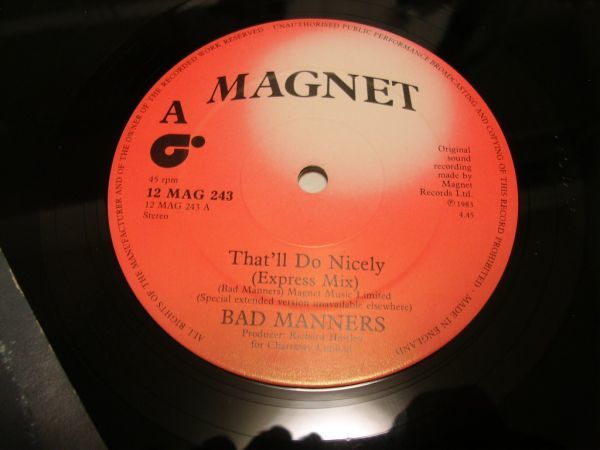 ALL RIGHTS OF THE MANUFACTURER AND OF THE OWNER OF THE RECORDED WORK RESERVED - UNAUTHORISED PUBLIC PERFORMANCE BROADCASTING AND COPYING OF THIS RECORD PROHIBITED - MADE IN ENGLAND
A MAGNET
45 rpm
12 MAG 243
12 MAG 243 A
Stereo
Original
sound
recording
made by
Magnet
Records Ltd.
℗ 1983
4.45
That'll Do Nicely
(Express Mix)
(Bad Manners) Magnet Music Limited
(Special extended version unavailable elsewhere)
BAD MANNERS
Producer: Richard
for Limited